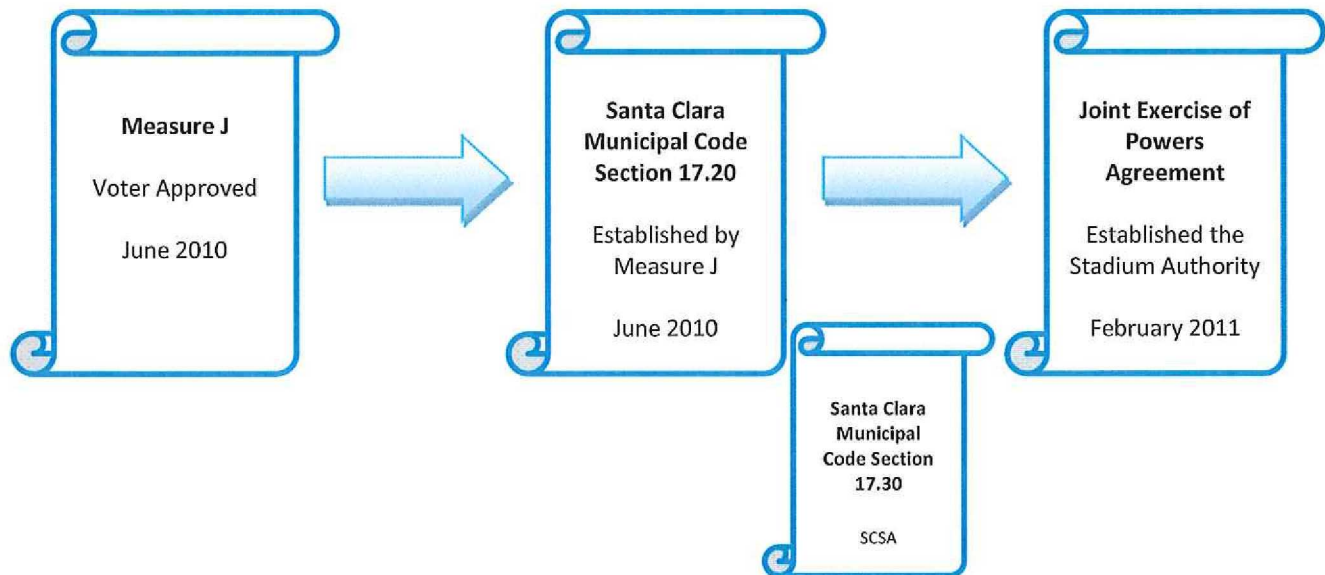 Measure J
Voter Approved
June 2010
Santa Clara
Municipal Code
Section 17.20
Established by
Measure J
June 2010
Joint Exercise of
Powers
Agreement
Established the
Stadium Authority
February 2011
Santa Clara
Municipal
Code Section
17.30
SCSA